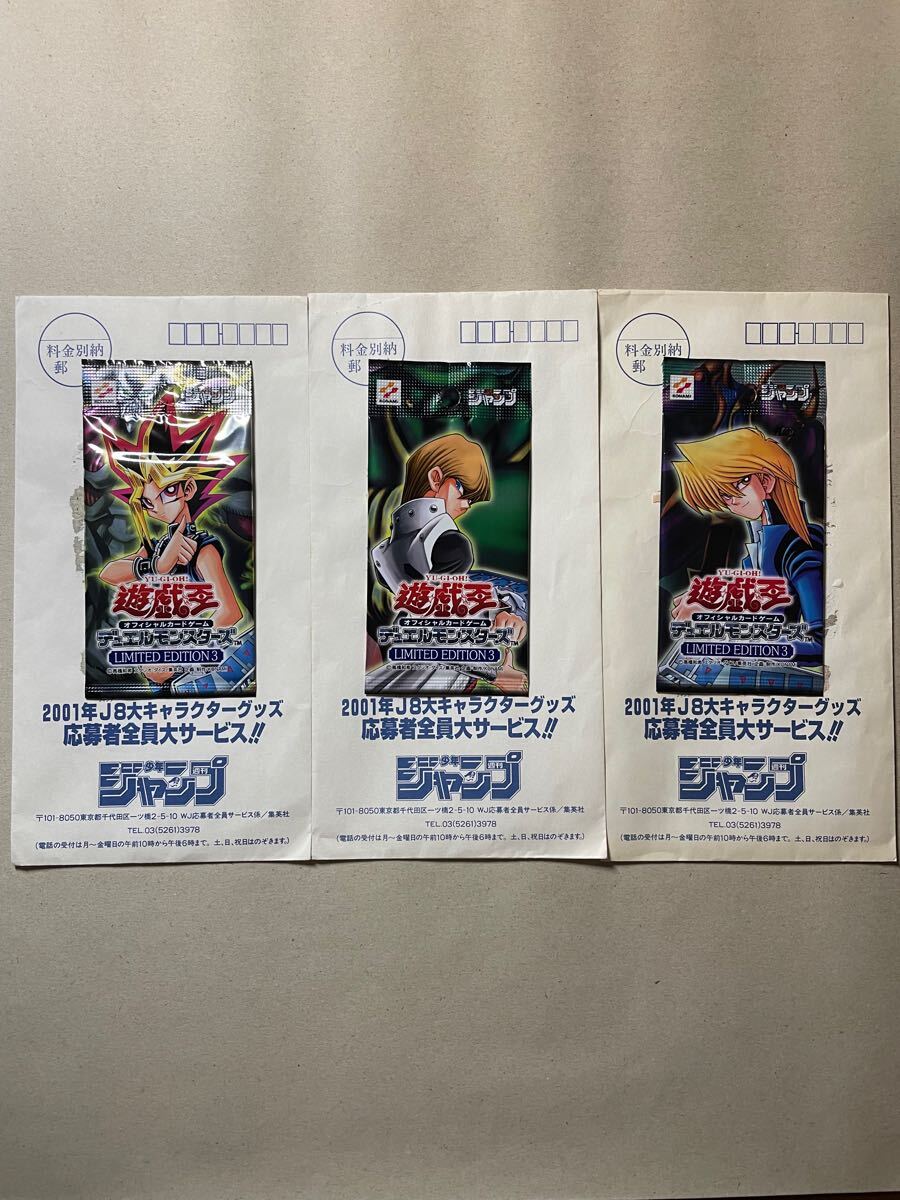 料金別納
郵
KONAMI
ジャンプ
YU-GI-OH!
遊戯王
オフィシャルカードゲーム
デュエルモンスターズ™
LIMITED EDITION 3
2001年J8大キャラクターグッズ
応募者全員大サービス!!
週刊
少年
ジャンプ
〒101-8050東京都千代田区一ツ橋2-5-10 WJ応募者全員サービス係／集英社
TEL.03(5261)3978
(電話の受付は月〜金曜日の午前10時から午後6時まで。土、日、祝日はのぞきます。)
料金別納
郵
KONAMI
ジャンプ
YU-GI-OH!
遊戯王
オフィシャルカードゲーム
デュエルモンスターズ™
LIMITED EDITION 3
2001年J8大キャラクターグッズ
応募者全員大サービス!!
週刊
少年
ジャンプ
〒101-8050東京都千代田区一ツ橋2-5-10 WJ応募者全員サービス係／集英社
TEL.03(5261)3978
(電話の受付は月〜金曜日の午前10時から午後6時まで。土、日、祝日はのぞきます。)
料金別納
郵
KONAMI
ジャンプ
YU-GI-OH!
遊戯王
オフィシャルカードゲーム
デュエルモンスターズ™
LIMITED EDITION 3
2001年J8大キャラクターグッズ
応募者全員大サービス!!
週刊
少年
ジャンプ
〒101-8050東京都千代田区一ツ橋2-5-10 WJ応募者全員サービス係／集英社
TEL.03(5261)3978
(電話の受付は月〜金曜日の午前10時から午後6時まで。土、日、祝日はのぞきます。)